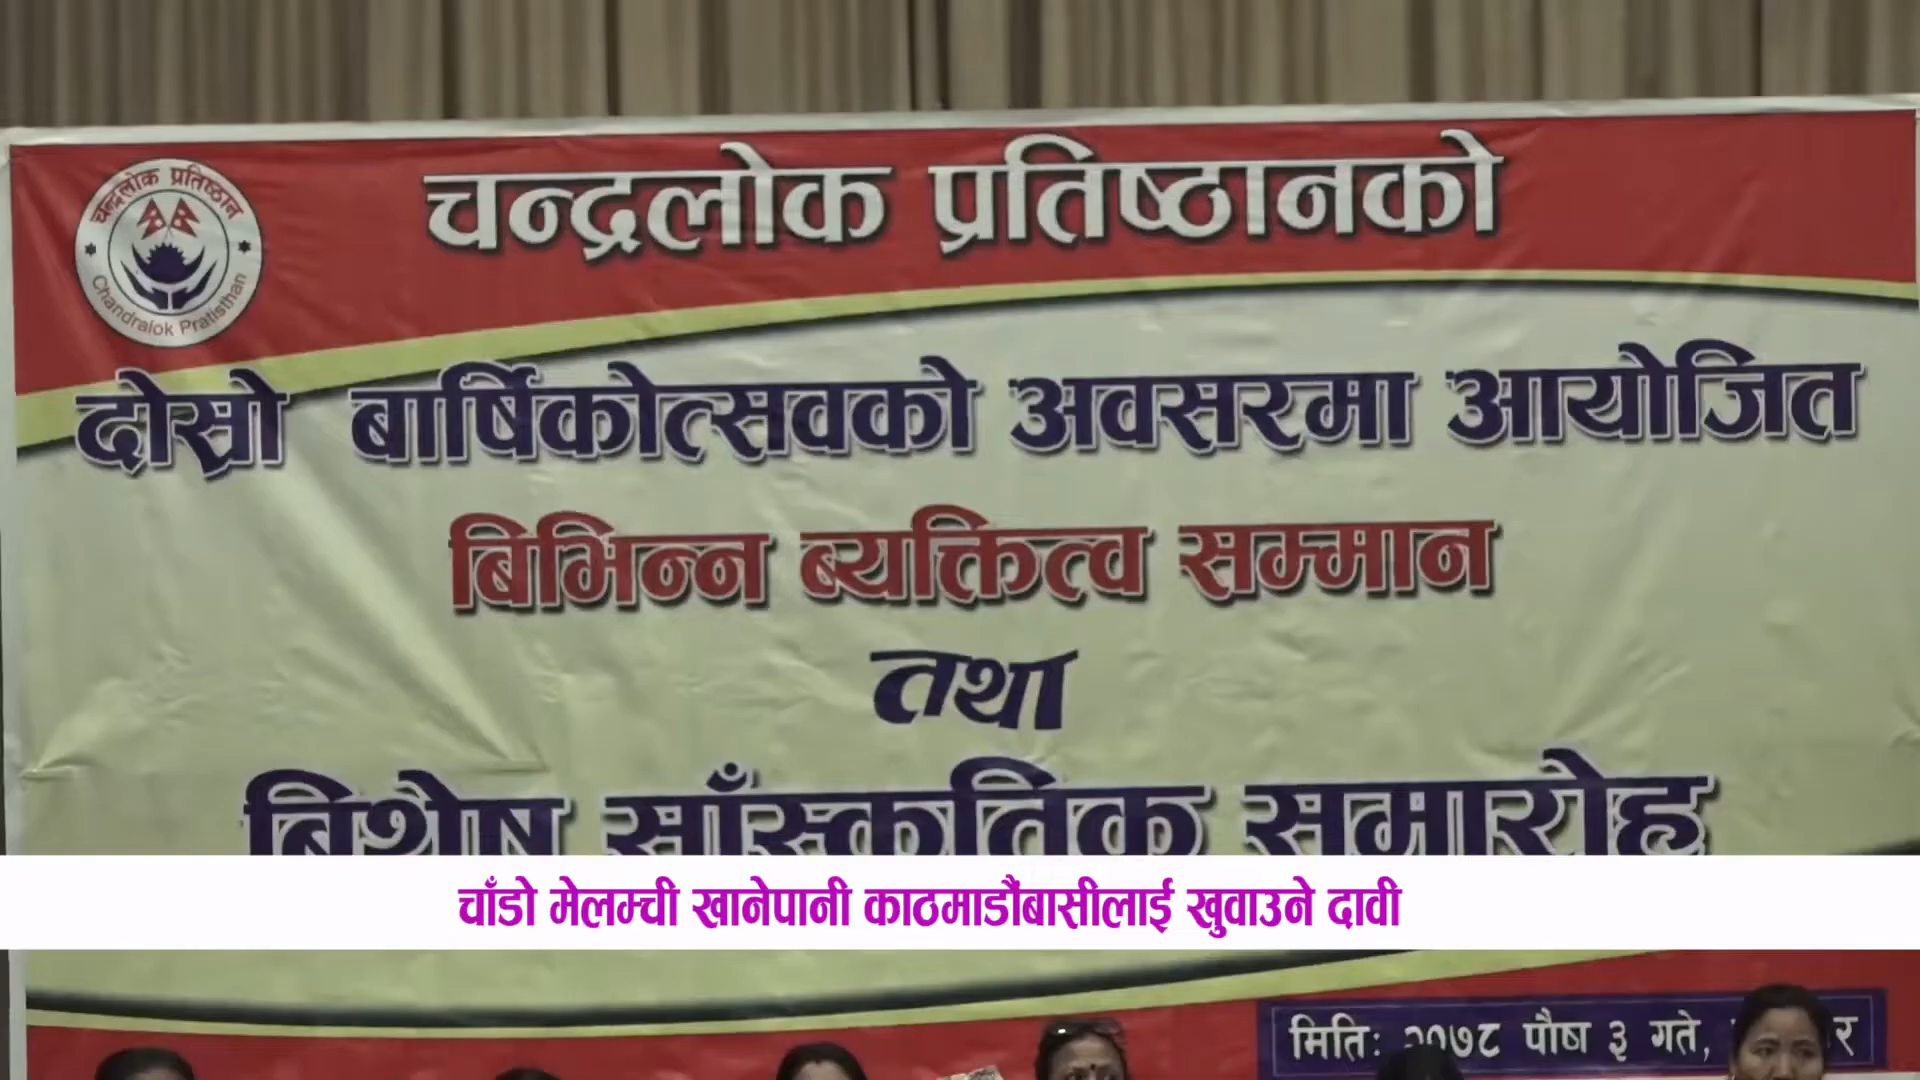 चन्द्रलोक प्रतिष्ठान
Chandralok Pratisthan
चन्द्रलोक प्रतिष्ठानको
दोस्रो बार्षिकोत्सवको अवसरमा आयोजित
बिभिन्न ब्यक्तित्व सम्मान
तथा
बिशेष साँस्कृतिक समारोह
चाँडो मेलम्ची खानेपानी काठमाडौंबासीलाई खुवाउने दावी
मितिः २०७८ पौष ३ गते,